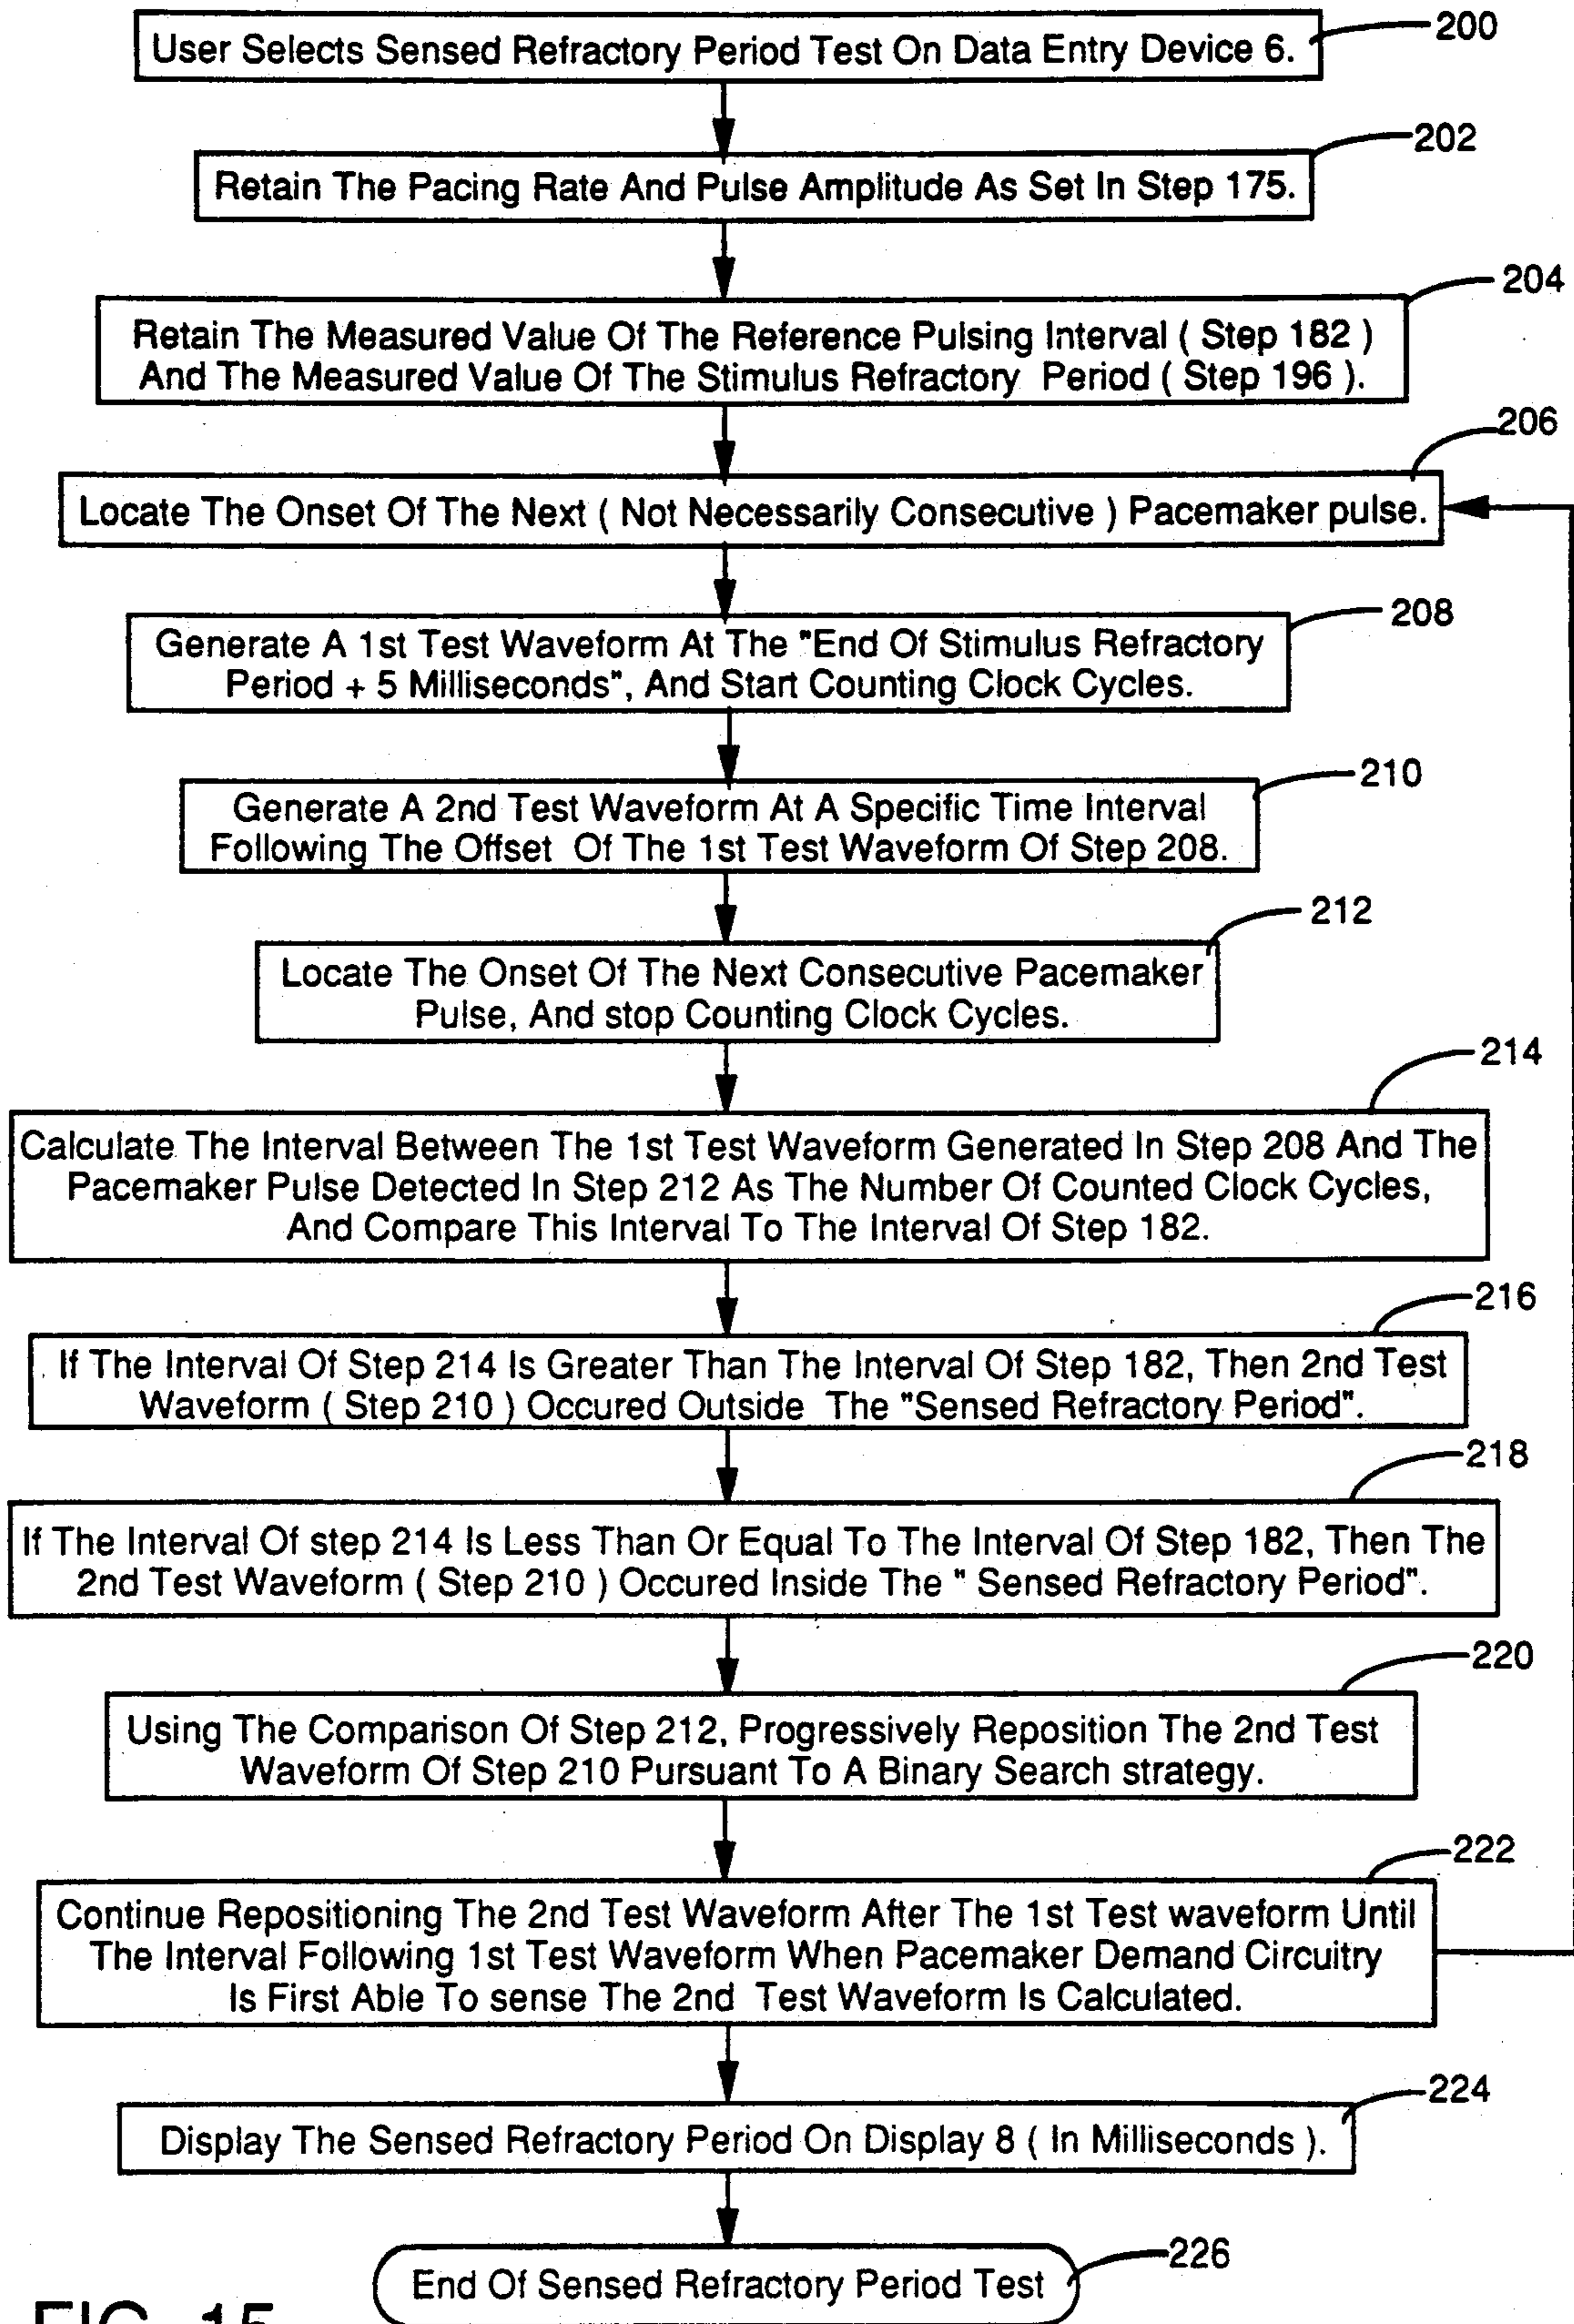 User Selects Sensed Refractory Period Test On Data Entry Device 6.
200
Retain The Pacing Rate And Pulse Amplitude As Set In Step 175.
202
Retain The Measured Value Of The Reference Pulsing Interval ( Step 182 )
And The Measured Value Of The Stimulus Refractory Period ( Step 196 ).
204
Locate The Onset Of The Next ( Not Necessarily Consecutive ) Pacemaker pulse.
206
Generate A 1st Test Waveform At The "End Of Stimulus Refractory
Period + 5 Milliseconds", And Start Counting Clock Cycles.
208
Generate A 2nd Test Waveform At A Specific Time Interval
Following The Offset Of The 1st Test Waveform Of Step 208.
210
Locate The Onset Of The Next Consecutive Pacemaker
Pulse, And stop Counting Clock Cycles.
212
Calculate The Interval Between The 1st Test Waveform Generated In Step 208 And The
Pacemaker Pulse Detected In Step 212 As The Number Of Counted Clock Cycles,
And Compare This Interval To The Interval Of Step 182.
214
If The Interval Of Step 214 Is Greater Than The Interval Of Step 182, Then 2nd Test
Waveform ( Step 210 ) Occured Outside The "Sensed Refractory Period".
216
If The Interval Of step 214 Is Less Than Or Equal To The Interval Of Step 182, Then The
2nd Test Waveform ( Step 210 ) Occured Inside The " Sensed Refractory Period".
218
Using The Comparison Of Step 212, Progressively Reposition The 2nd Test
Waveform Of Step 210 Pursuant To A Binary Search strategy.
220
Continue Repositioning The 2nd Test Waveform After The 1st Test waveform Until
The Interval Following 1st Test Waveform When Pacemaker Demand Circuitry
Is First Able To sense The 2nd Test Waveform Is Calculated.
222
Display The Sensed Refractory Period On Display 8 ( In Milliseconds ).
224
End Of Sensed Refractory Period Test
226
FIG. 15